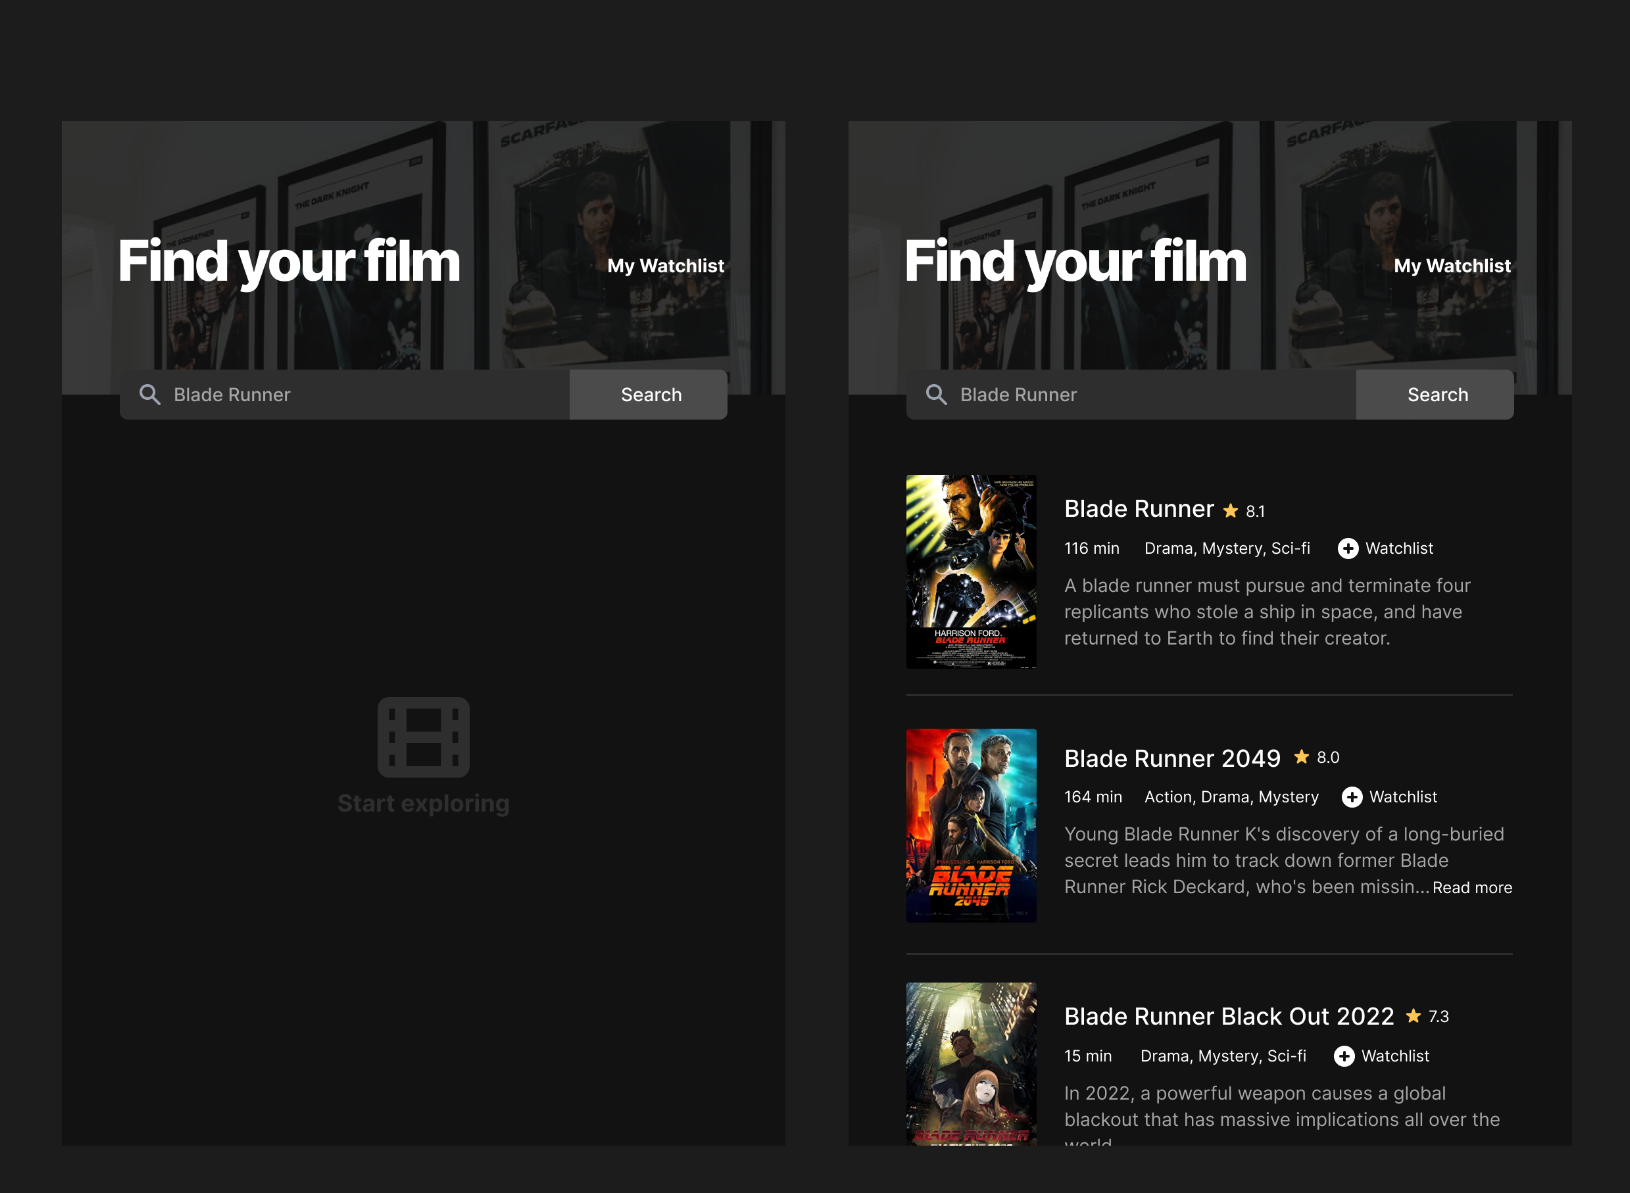 SCARFACE
THE DARK KNIGHT
THE GODFATHER
Find your film
My Watchlist
Blade Runner
Search
Start exploring
SCARFACE
THE DARK KNIGHT
THE GODFATHER
Find your film
My Watchlist
Blade Runner
Search
HARRISON FORD
BLADE RUNNER
Blade Runner 8.1
116 min Drama, Mystery, Sci-fi Watchlist
A blade runner must pursue and terminate four
replicants who stole a ship in space, and have
returned to Earth to find their creator.
RYAN GOSLING HARRISON FORD
BLADE
RUNNER
2049
Blade Runner 2049 8.0
164 min Action, Drama, Mystery Watchlist
Young Blade Runner K's discovery of a long-buried
secret leads him to track down former Blade
Runner Rick Deckard, who's been missin... Read more
BLADE RUNNER
Blade Runner Black Out 2022 7.3
15 min Drama, Mystery, Sci-fi Watchlist
In 2022, a powerful weapon causes a global
blackout that has massive implications all over the
world